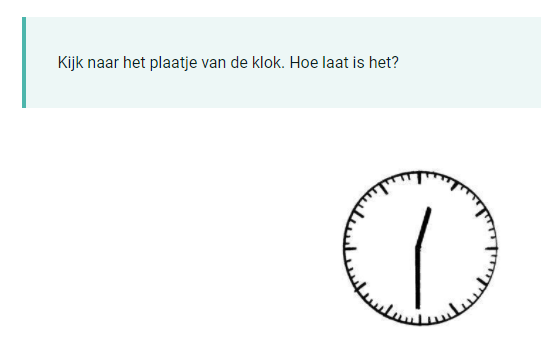 Kijk naar het plaatje van de klok. Hoe laat is het?